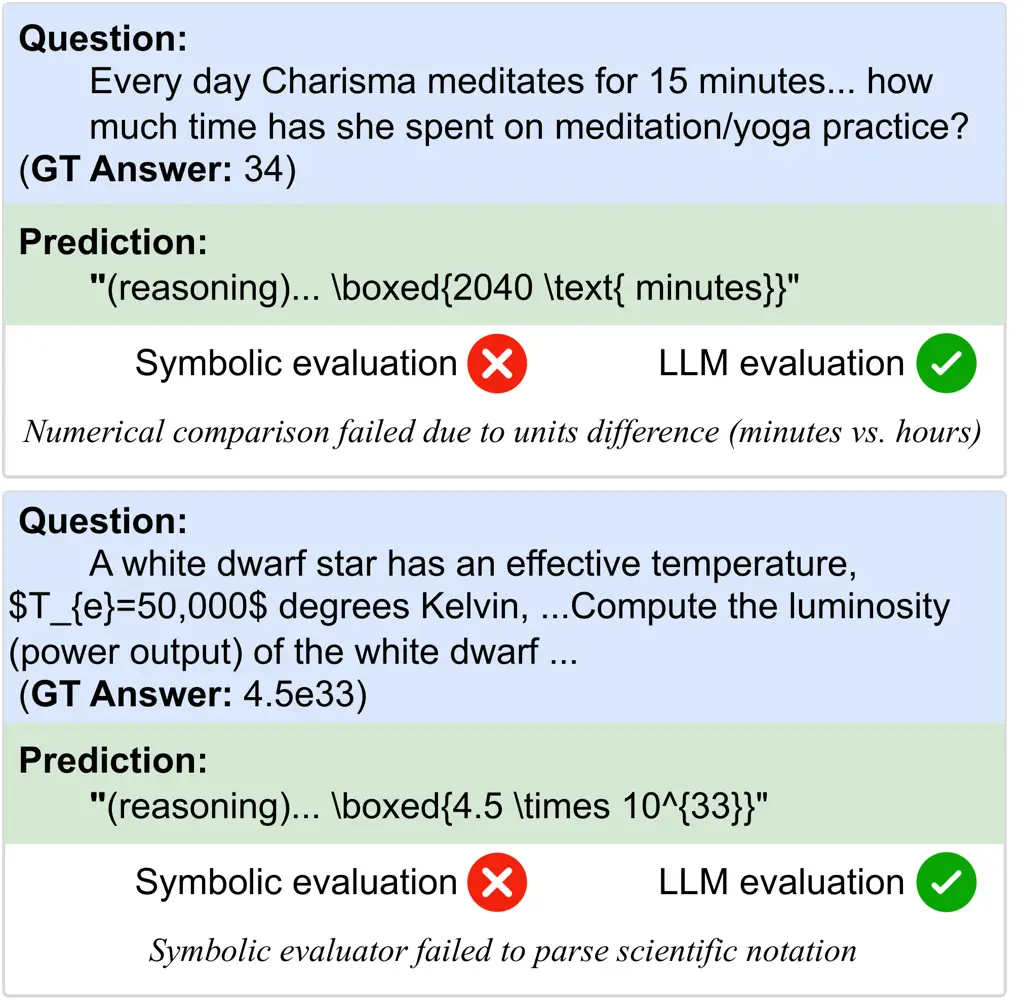 Question:
Every day Charisma meditates for 15 minutes... how
much time has she spent on meditation/yoga practice?
(GT Answer: 34)
Prediction:
"(reasoning)... \boxed{2040 \text{ minutes}}"
Symbolic evaluation LLM evaluation
Numerical comparison failed due to units difference (minutes vs. hours)
Question:
A white dwarf star has an effective temperature,
$T_{e}=50,000$ degrees Kelvin, ...Compute the luminosity
(power output) of the white dwarf ...
(GT Answer: 4.5e33)
Prediction:
"(reasoning)... \boxed{4.5 \times 10^{33}}"
Symbolic evaluation LLM evaluation
Symbolic evaluator failed to parse scientific notation